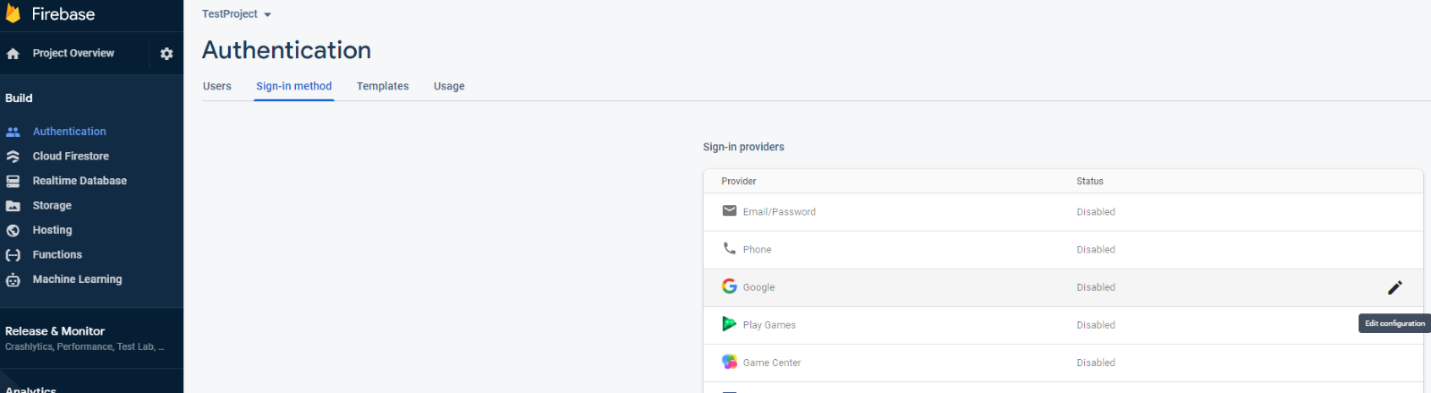 Firebase
TestProject
Project Overview
Authentication
Users Sign-in method Templates Usage
Build
Authentication
Cloud Firestore
Realtime Database
Storage
Hosting
Functions
Machine Learning
Release & Monitor
Crashlytics, Performance, Test Lab, ...
Analytics
Sign-in providers
Provider Status
Email/Password Disabled
Phone Disabled
Google Disabled
Edit configuration
Play Games Disabled
Game Center Disabled